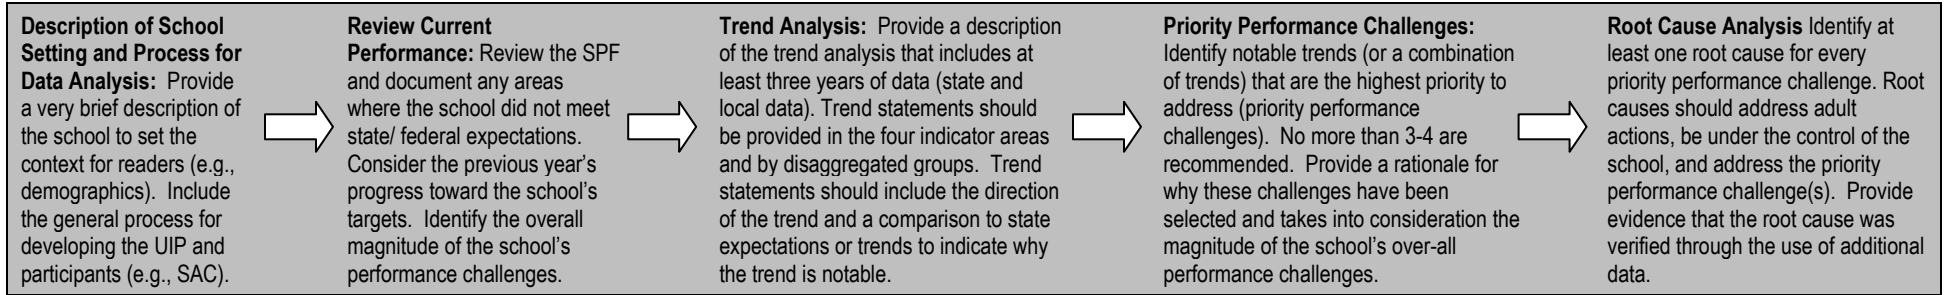 Description of School
Setting and Process for
Data Analysis: Provide
a very brief description of
the school to set the
context for readers (e.g.,
demographics). Include
the general process for
developing the UIP and
participants (e.g., SAC).
Review Current
Performance: Review the SPF
and document any areas
where the school did not meet
state/ federal expectations.
Consider the previous year's
progress toward the school's
targets. Identify the overall
magnitude of the school's
performance challenges.
Trend Analysis: Provide a description
of the trend analysis that includes at
least three years of data (state and
local data). Trend statements should
be provided in the four indicator areas
and by disaggregated groups. Trend
statements should include the direction
of the trend and a comparison to state
expectations or trends to indicate why
the trend is notable.
Priority Performance Challenges:
Identify notable trends (or a combination
of trends) that are the highest priority to
address (priority performance
challenges). No more than 3-4 are
recommended. Provide a rationale for
why these challenges have been
selected and takes into consideration the
magnitude of the school's over-all
performance challenges.
Root Cause Analysis Identify at
least one root cause for every
priority performance challenge. Root
causes should address adult
actions, be under the control of the
school, and address the priority
performance challenge(s). Provide
evidence that the root cause was
verified through the use of additional
data.